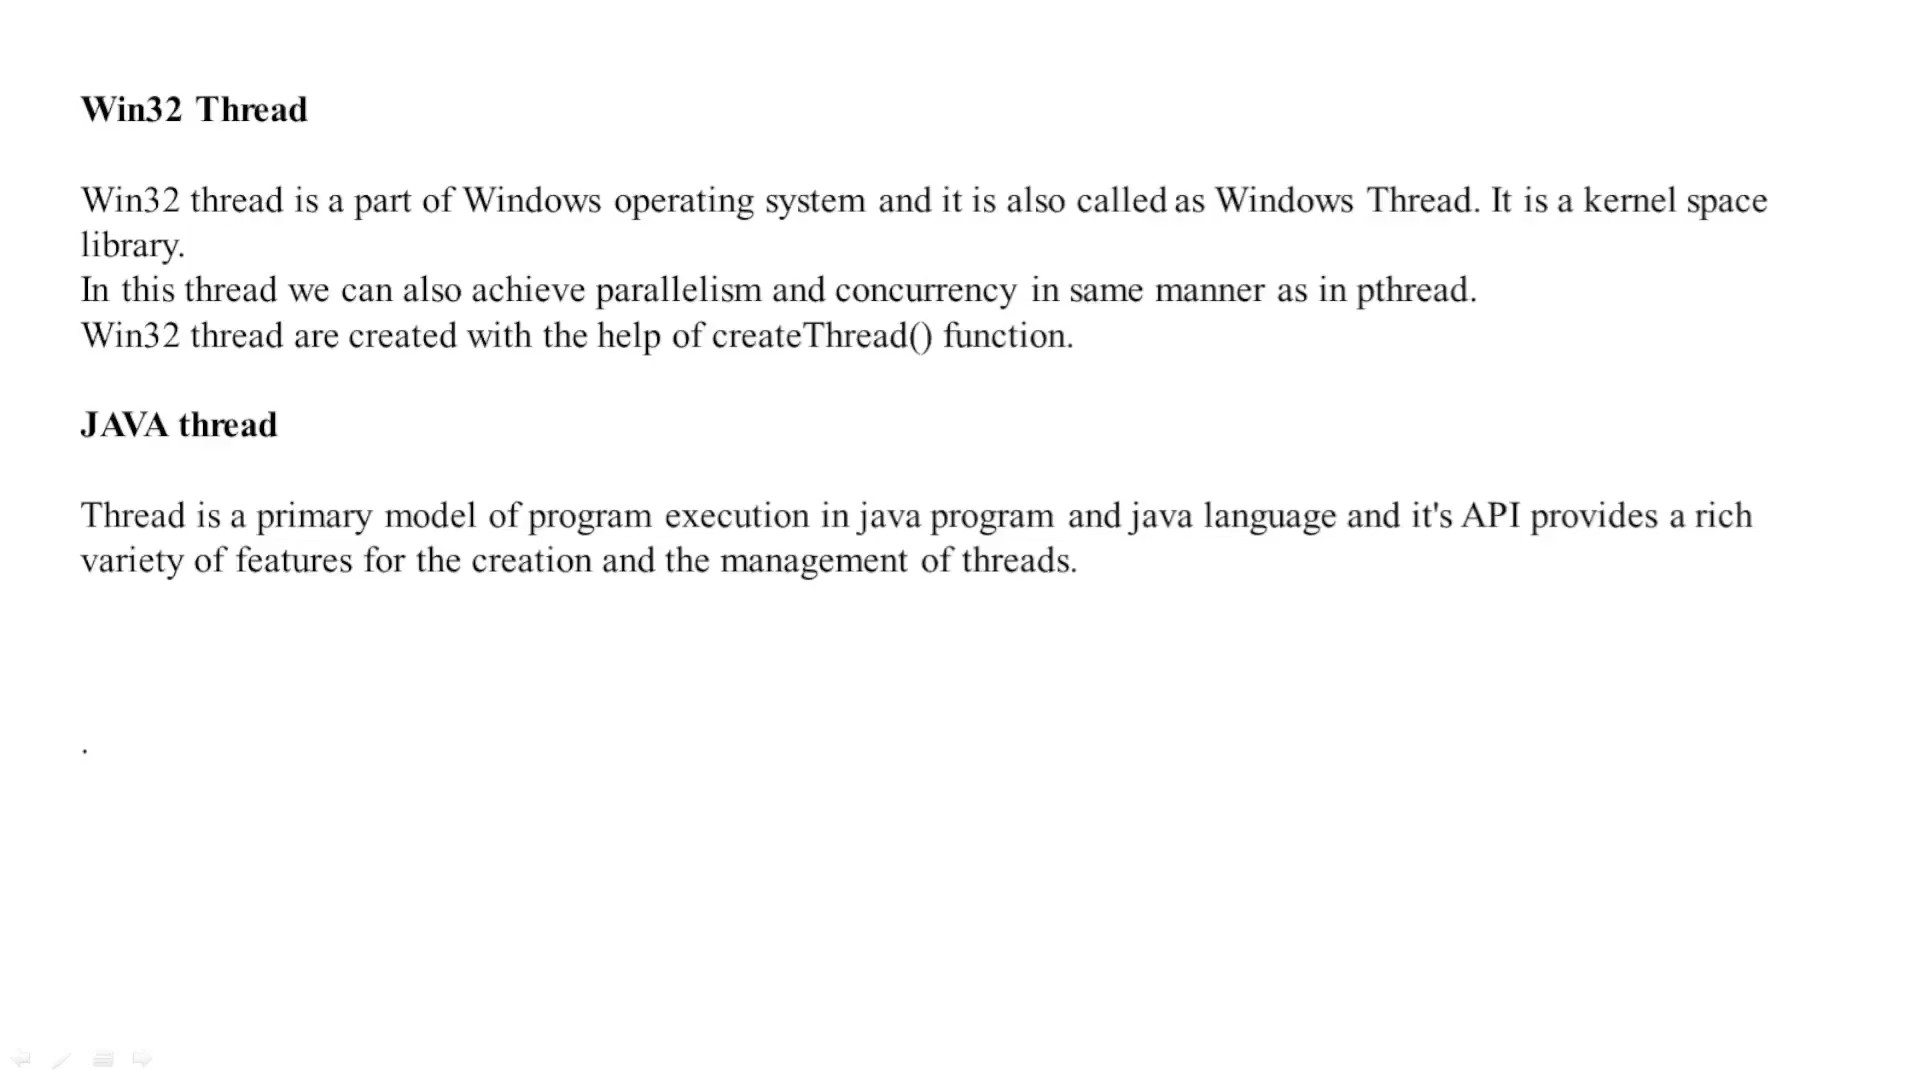 Win32 Thread
Win32 thread is a part of Windows operating system and it is also called as Windows Thread. It is a kernel space
library.
In this thread we can also achieve parallelism and concurrency in same manner as in pthread.
Win32 thread are created with the help of createThread() function.
JAVA thread
Thread is a primary model of program execution in java program and java language and it's API provides a rich
variety of features for the creation and the management of threads.
.